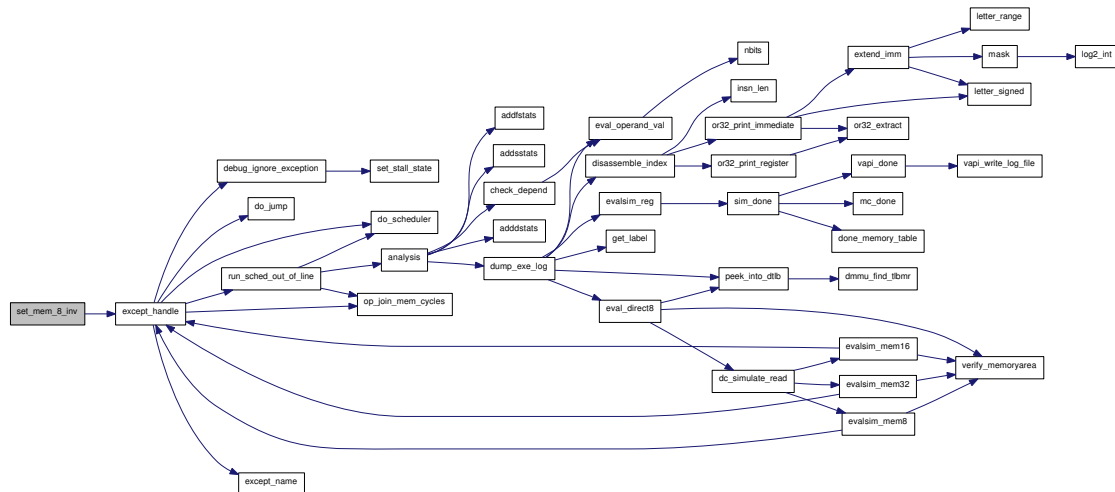 letter_range
nbits
extend_imm
mask
log2_int
insn_len
letter_signed
addfstats
eval_operand_val
or32_print_immediate
or32_extract
addsstats
disassemble_index
or32_print_register
vapi_done
vapi_write_log_file
debug_ignore_exception
set_stall_state
check_depend
evalsim_reg
sim_done
mc_done
do_jump
do_scheduler
adddstats
get_label
done_memory_table
analysis
dump_exe_log
run_sched_out_of_line
peek_into_dtlb
dmmu_find_tlbmr
op_join_mem_cycles
eval_direct8
set_mem_8_inv
except_handle
evalsim_mem16
verify_memoryarea
dc_simulate_read
evalsim_mem32
evalsim_mem8
except_name